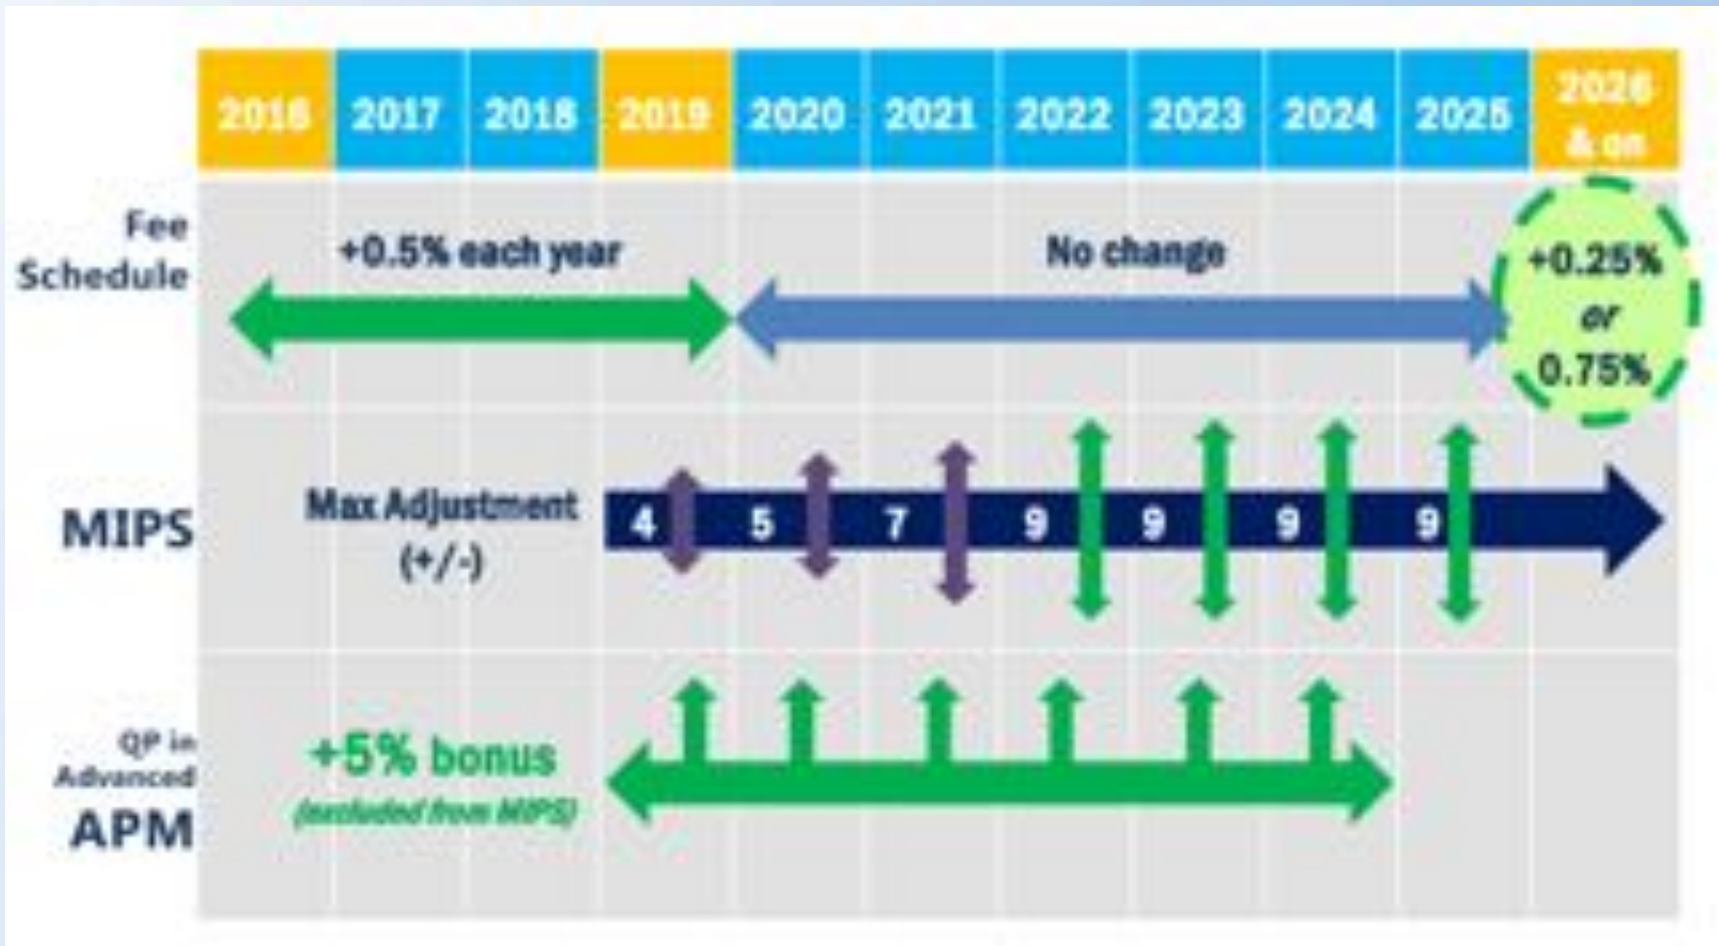 2016 2017 2018 2019 2020 2021 2022 2023 2024 2025 2026
& on
Fee
Schedule
+0.5% each year
No change
+0.25%
or
0.75%
MIPS
Max Adjustment
(+/-)
4 5 7 9 9 9 9
QP in
Advanced
APM
+5% bonus
(excluded from MIPS)